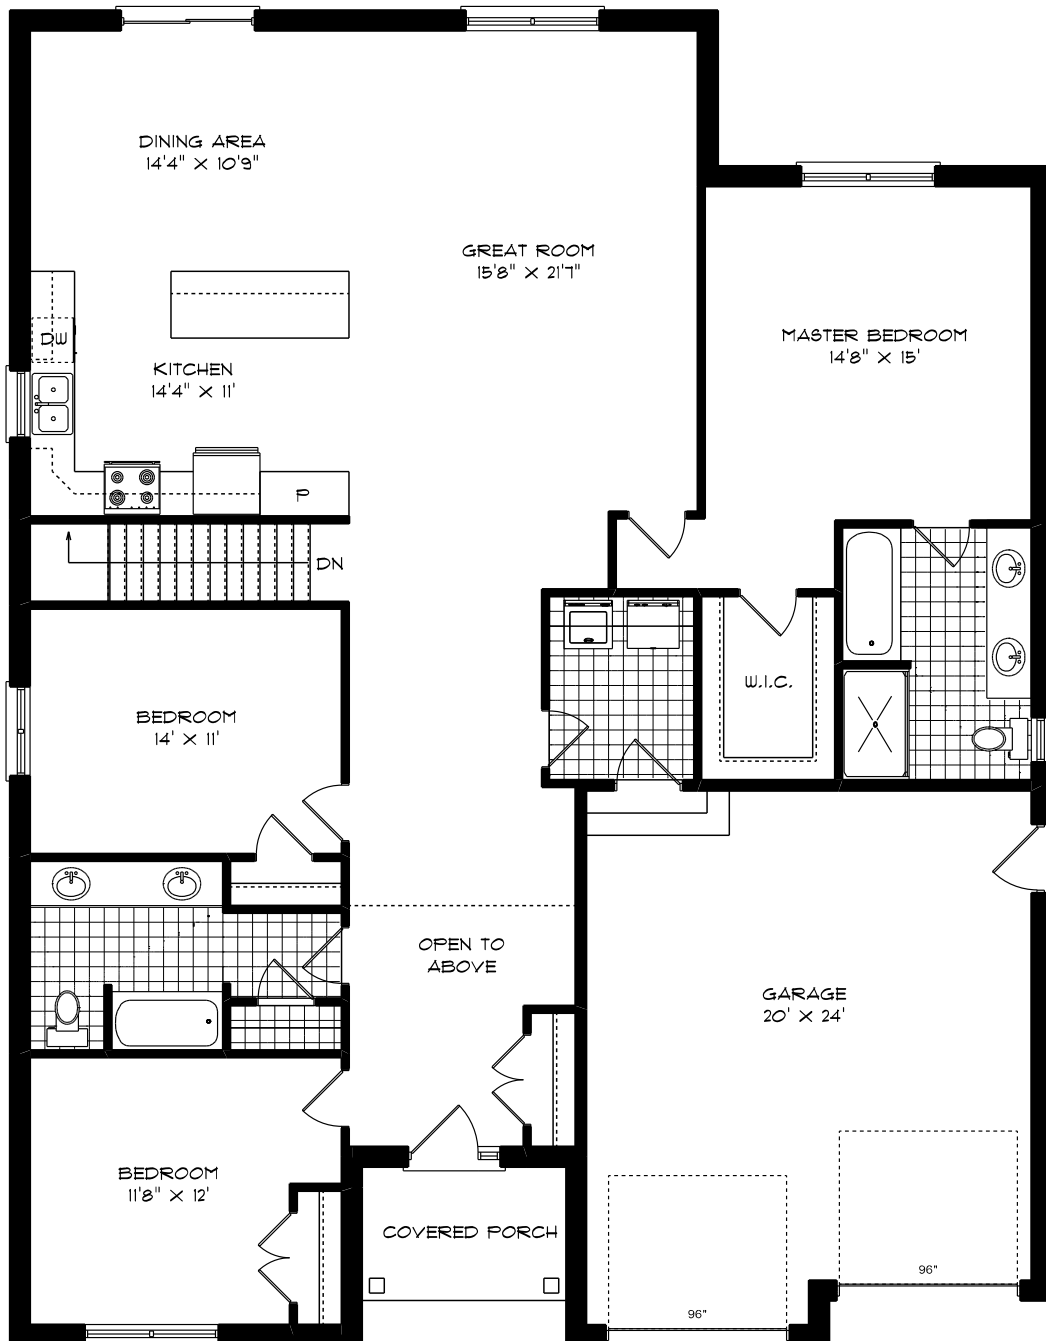 DINING AREA
14'4" X 10'9"
GREAT ROOM
15'8" X 21'7"
MASTER BEDROOM
14'8" X 15'
DW
KITCHEN
14'4" X 11'
P
DN
W.I.C.
BEDROOM
14' X 11'
OPEN TO
ABOVE
GARAGE
20' X 24'
BEDROOM
11'8" X 12'
COVERED PORCH
96"
96"